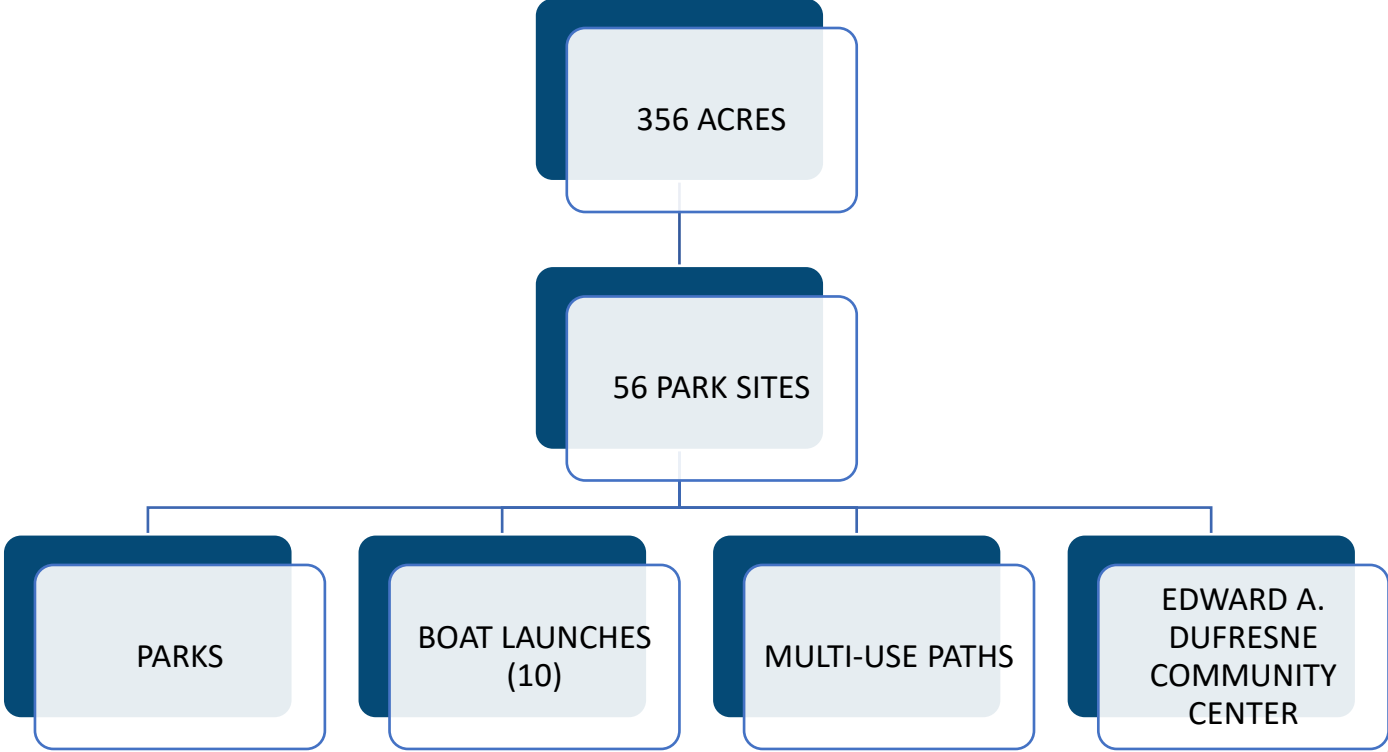 356 ACRES
56 PARK SITES
PARKS
BOAT LAUNCHES
(10)
MULTI-USE PATHS
EDWARD A.
DUFRESNE
COMMUNITY
CENTER